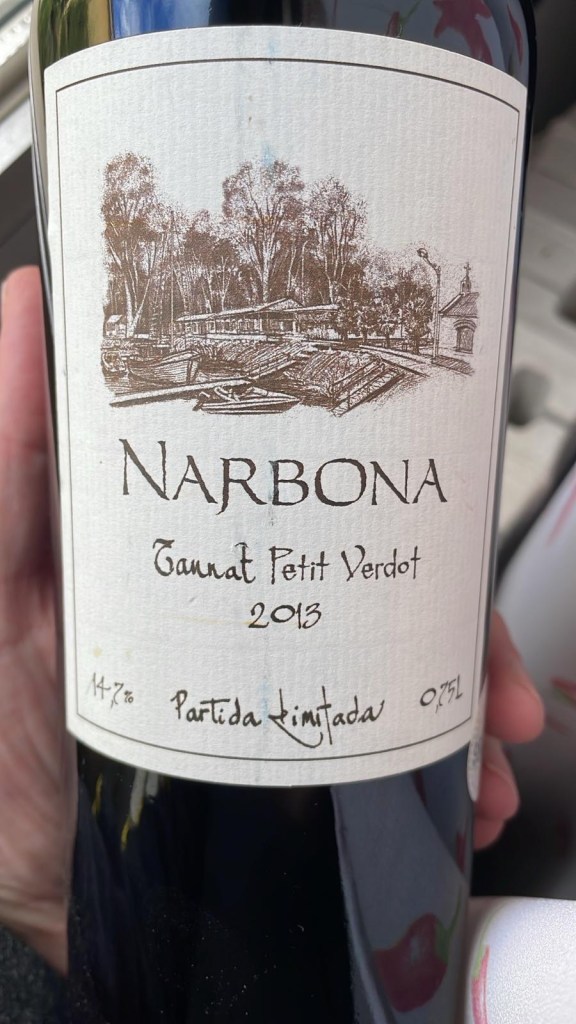 NARBONA
Tannat Petit Verdot
2013
14,7% Partida Limitada 0,75L